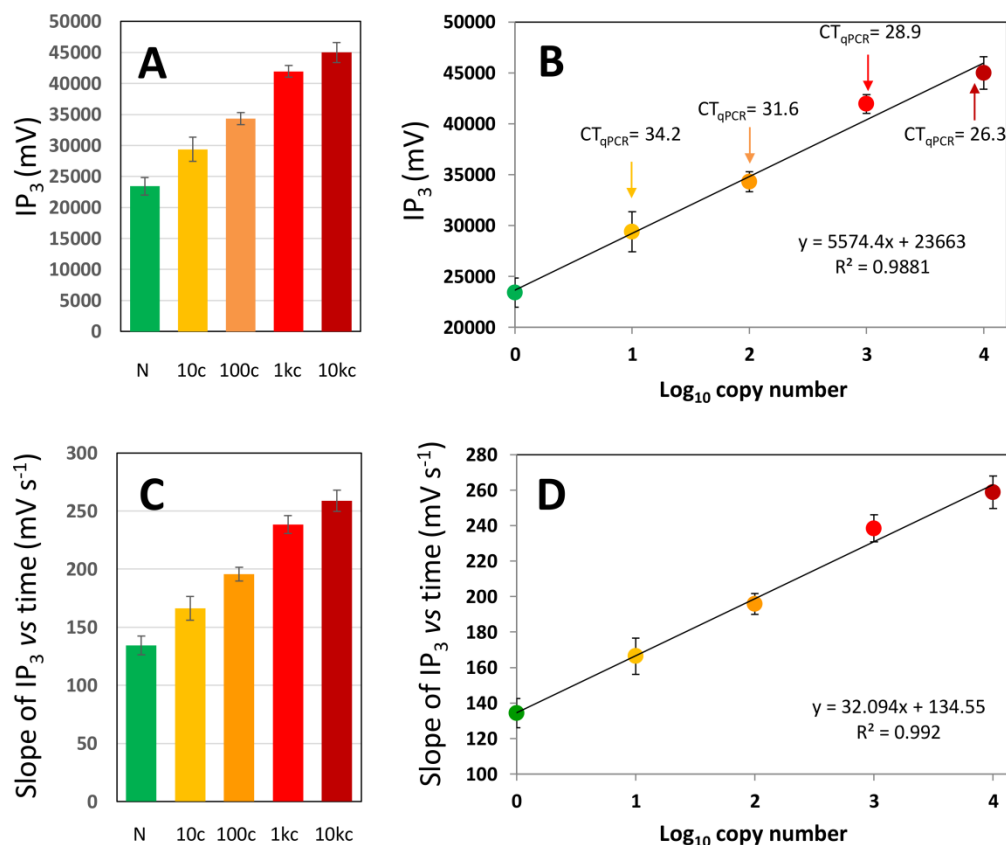 A
IP₃ (mV)
50000
45000
40000
35000
30000
25000
20000
15000
10000
5000
0
N 10c 100c 1kc 10kc
B
IP₃ (mV)
50000
45000
40000
35000
30000
25000
20000
CTqPCR= 34.2
CTqPCR= 31.6
CTqPCR= 28.9
CTqPCR= 26.3
y = 5574.4x + 23663
R² = 0.9881
0 1 2 3 4
Log₁₀ copy number
C
Slope of IP₃ vs time (mV s⁻¹)
300
250
200
150
100
50
0
N 10c 100c 1kc 10kc
D
Slope of IP₃ vs time (mV s⁻¹)
280
260
240
220
200
180
160
140
120
100
y = 32.094x + 134.55
R² = 0.992
0 1 2 3 4
Log₁₀ copy number